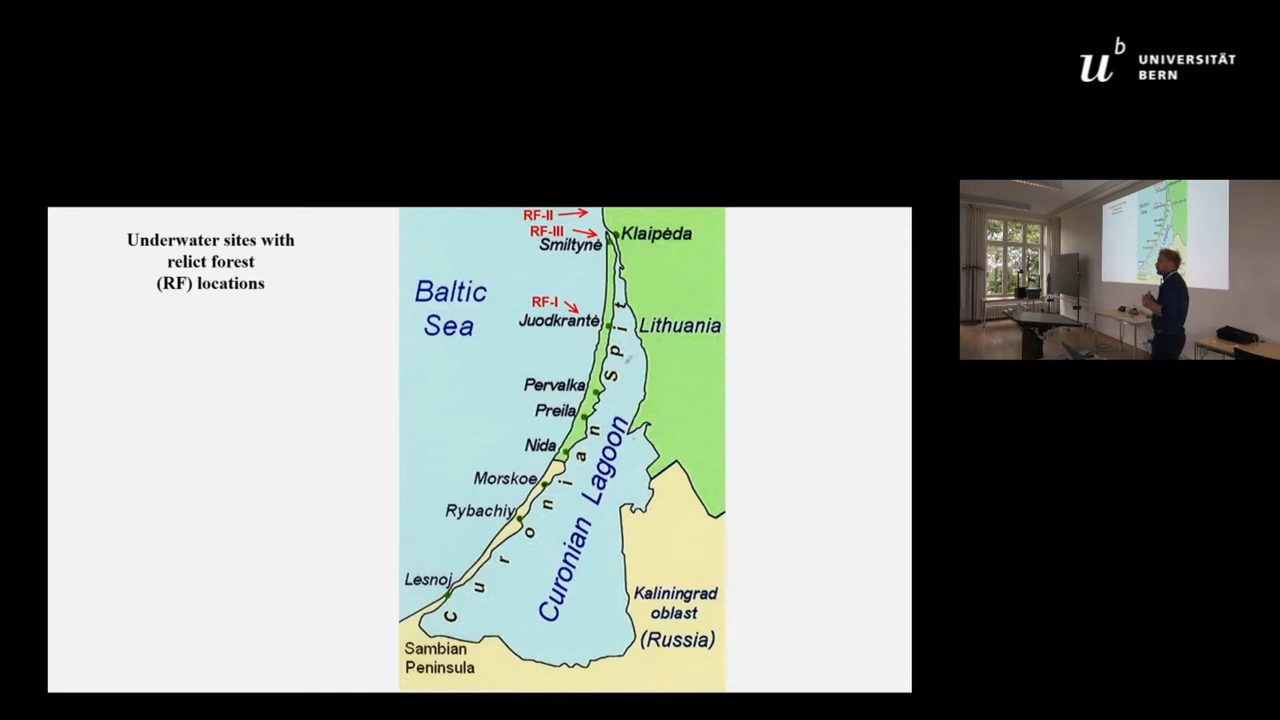 u
b
UNIVERSITÄT
BERN
Underwater sites with
relict forest
(RF) locations
RF-II
RF-III
Klaipėda
Smiltynė
Baltic
Sea
RF-I
Juodkrantė
Lithuania
Pervalka
Preila
Nida
Morskoe
Rybachiy
Lesnoj
Curonian Spit
Curonian Lagoon
Kaliningrad
oblast
(Russia)
Sambian
Peninsula